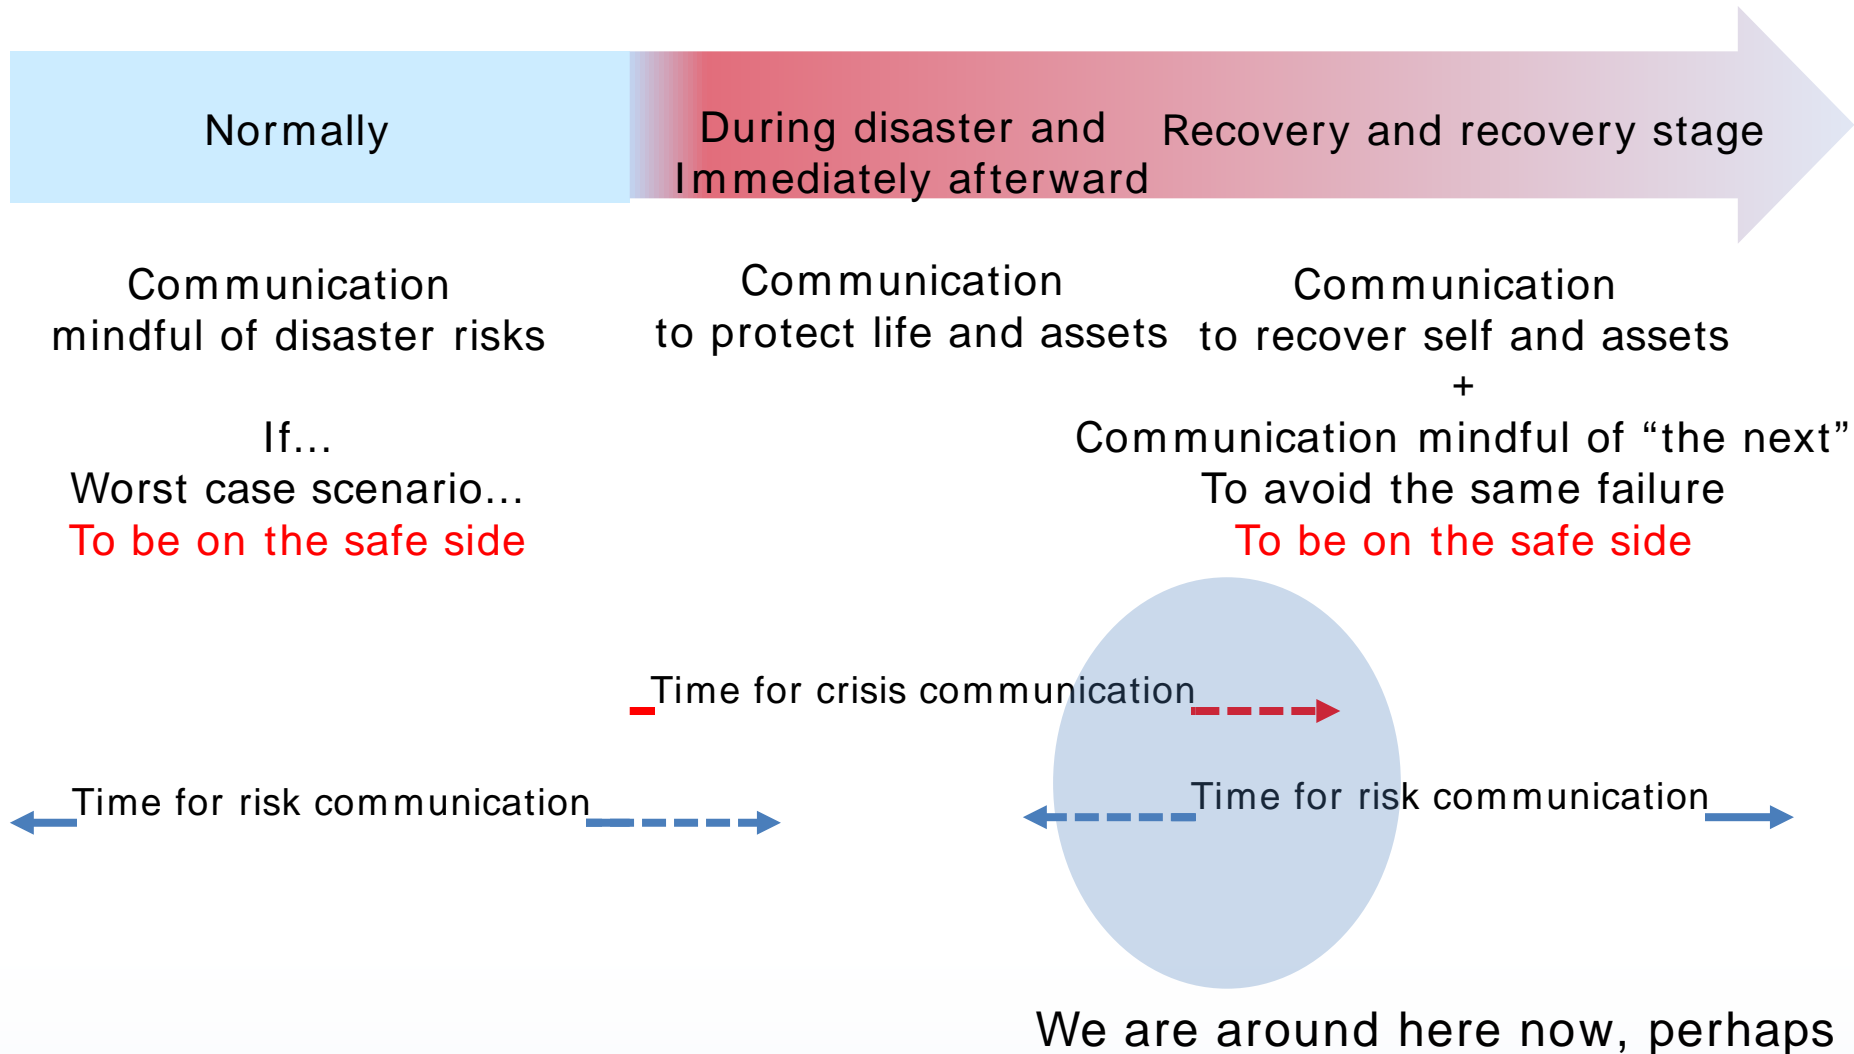 Normally
During disaster and
Immediately afterward
Recovery and recovery stage
Communication
mindful of disaster risks
If...
Worst case scenario...
To be on the safe side
Communication
to protect life and assets
Communication
to recover self and assets
+
Communication mindful of “the next”
To avoid the same failure
To be on the safe side
Time for crisis communication
Time for risk communication
Time for risk communication
We are around here now, perhaps